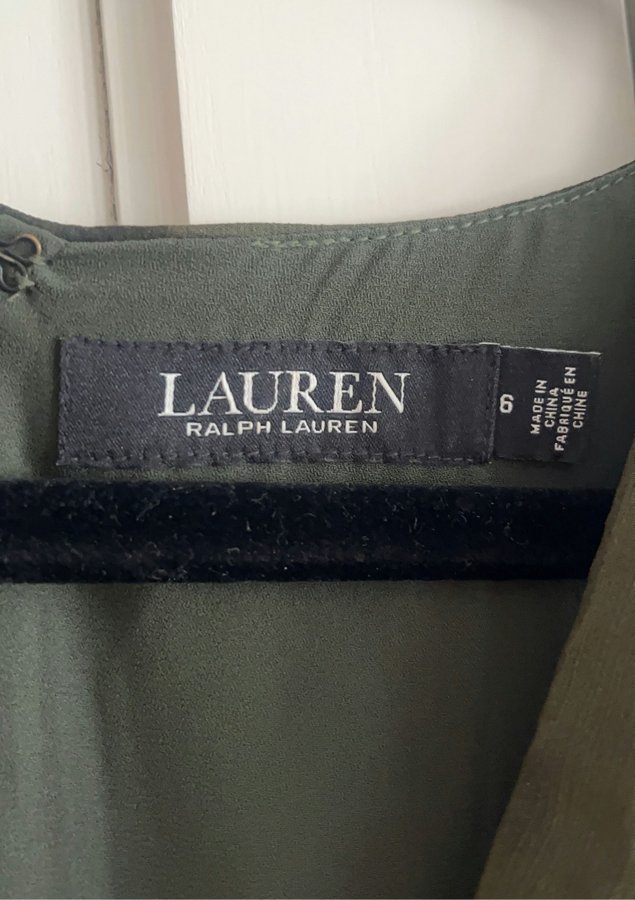 LAUREN
RALPH LAUREN
6
MADE IN
CHINA
FABRIQUÉ EN
CHINE